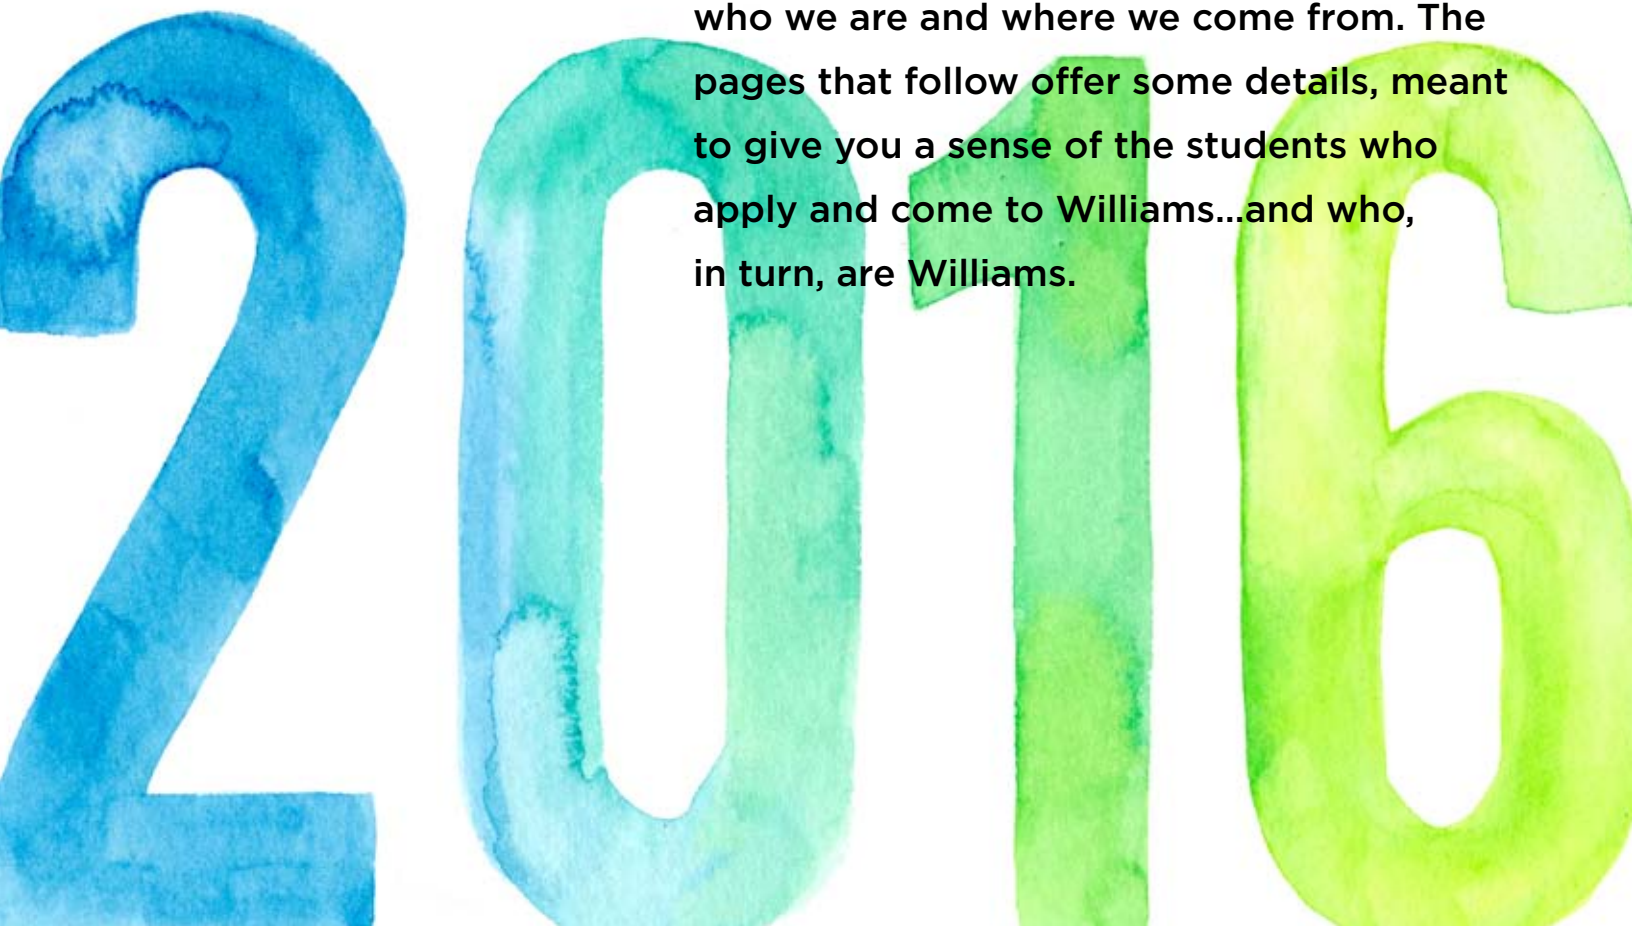 who we are and where we come from. The
pages that follow offer some details, meant
to give you a sense of the students who
apply and come to Williams...and who,
in turn, are Williams.
2016